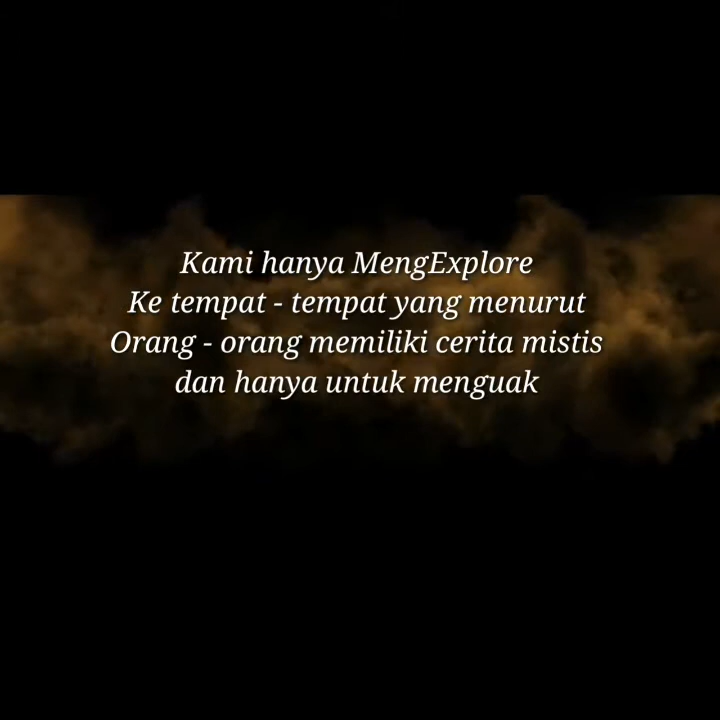 Kami hanya MengExplore
Ke tempat - tempat yang menurut
Orang - orang memiliki cerita mistis
dan hanya untuk menguak